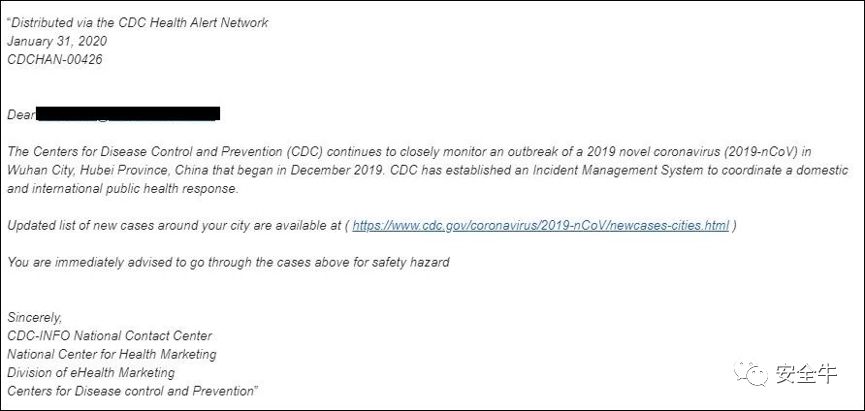 “Distributed via the CDC Health Alert Network
January 31, 2020
CDCHAN-00426
Dear
The Centers for Disease Control and Prevention (CDC) continues to closely monitor an outbreak of a 2019 novel coronavirus (2019-nCoV) in
Wuhan City, Hubei Province, China that began in December 2019. CDC has established an Incident Management System to coordinate a domestic
and international public health response.
Updated list of new cases around your city are available at ( https://www.cdc.gov/coronavirus/2019-nCoV/newcases-cities.html )
You are immediately advised to go through the cases above for safety hazard
Sincerely,
CDC-INFO National Contact Center
National Center for Health Marketing
Division of eHealth Marketing
Centers for Disease control and Prevention”
安全牛